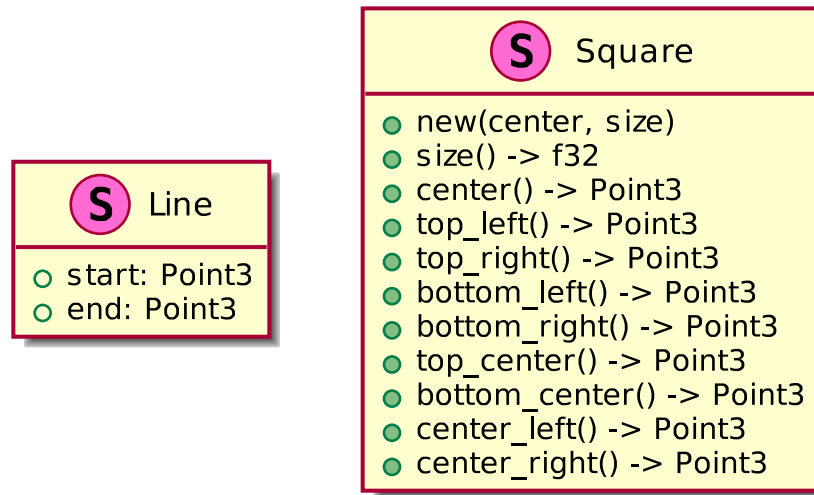 S Line
start: Point3
end: Point3
S Square
new(center, size)
size() -> f32
center() -> Point3
top_left() -> Point3
top_right() -> Point3
bottom_left() -> Point3
bottom_right() -> Point3
top_center() -> Point3
bottom_center() -> Point3
center_left() -> Point3
center_right() -> Point3